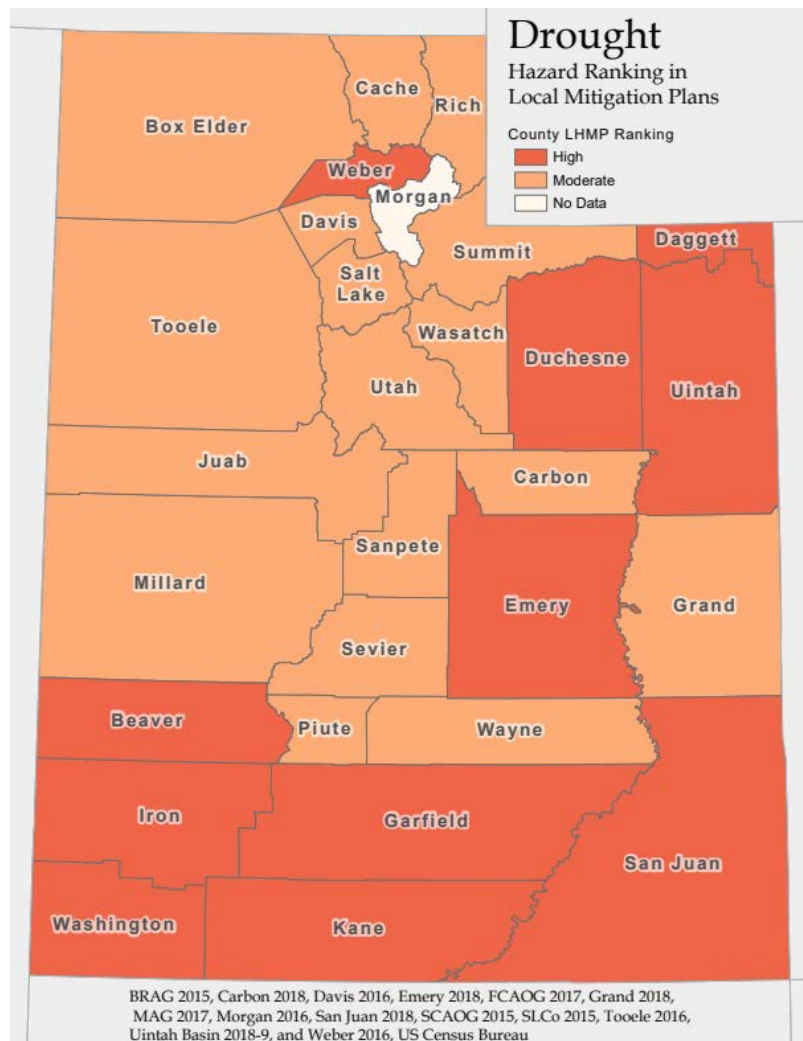 Drought
Hazard Ranking in
Local Mitigation Plans
County LHMP Ranking
High
Moderate
No Data
Cache
Rich
Box Elder
Weber
Morgan
Davis
Summit
Daggett
Salt
Lake
Tooele
Wasatch
Duchesne
Utah
Uintah
Juab
Carbon
Sanpete
Millard
Emery
Grand
Sevier
Beaver
Piute
Wayne
Iron
Garfield
San Juan
Washington
Kane
BRAG 2015, Carbon 2018, Davis 2016, Emery 2018, FCAOG 2017, Grand 2018,
MAG 2017, Morgan 2016, San Juan 2018, SCAOG 2015, SLCo 2015, Tooele 2016,
Uintah Basin 2018-9, and Weber 2016, US Census Bureau